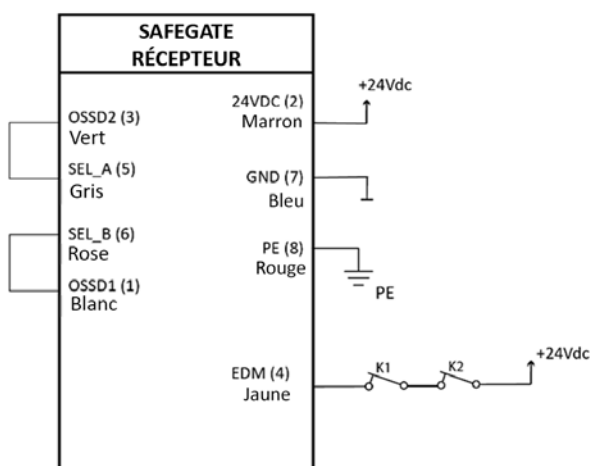 SAFEGATE
RÉCEPTEUR
OSSD2 (3)
Vert
SEL_A (5)
Gris
SEL_B (6)
Rose
OSSD1 (1)
Blanc
24VDC (2)
Marron
+24Vdc
GND (7)
Bleu
PE (8)
Rouge
PE
EDM (4)
Jaune
K1
K2
+24Vdc